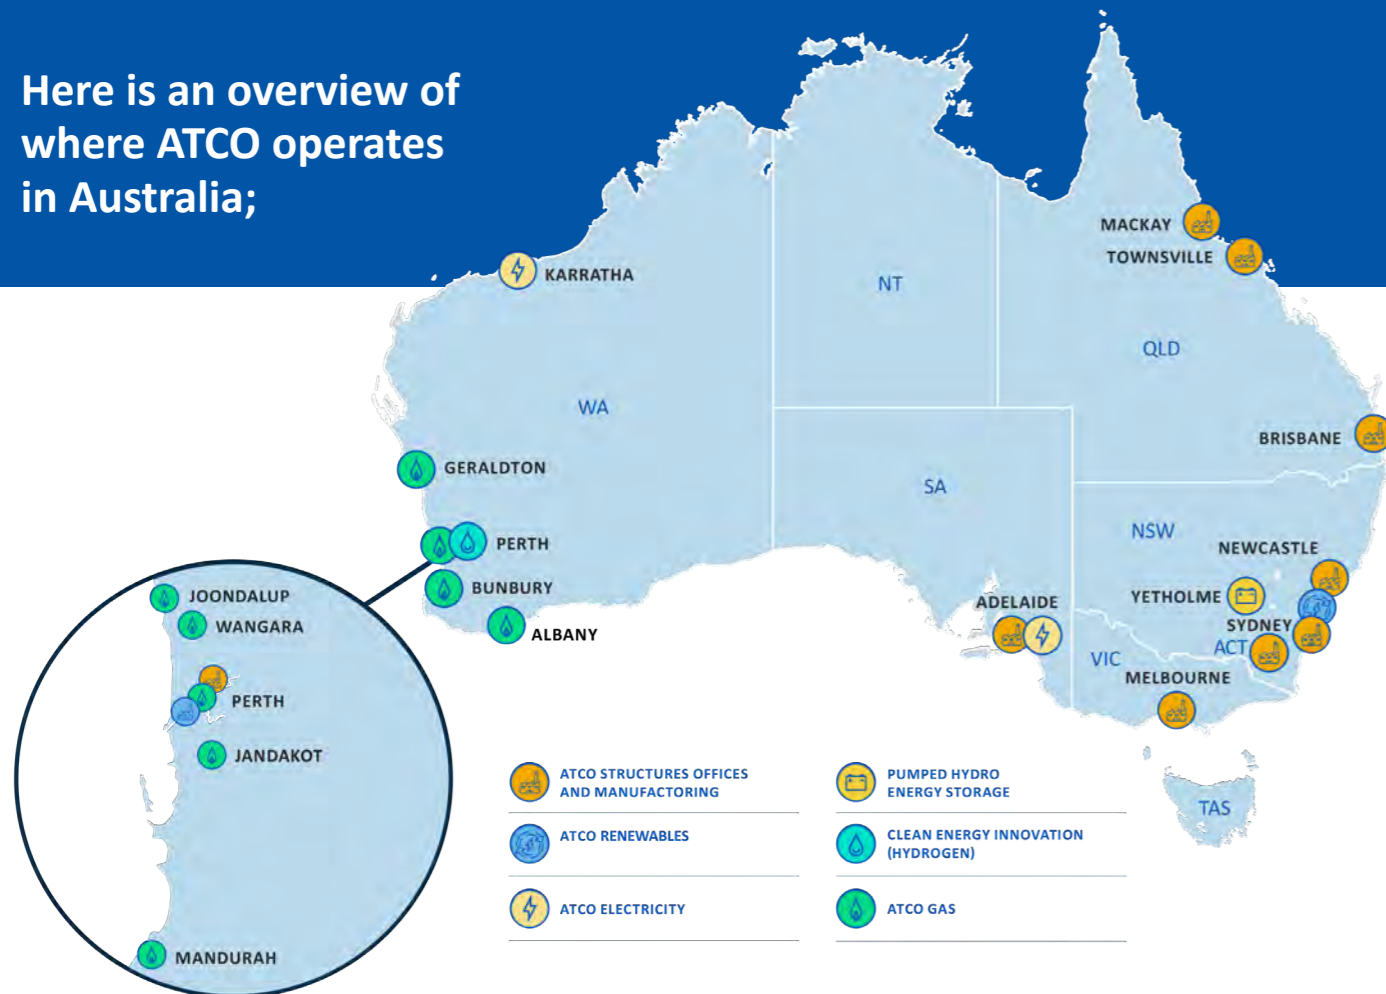 Here is an overview of
where ATCO operates
in Australia;
MACKAY
TOWNSVILLE
KARRATHA
NT
QLD
WA
BRISBANE
GERALDTON
SA
NSW
PERTH
NEWCASTLE
BUNBURY
YETHOLME
JOONDALUP
ADELAIDE
WANGARA
SYDNEY
ALBANY
ACT
VIC
MELBOURNE
PERTH
JANDAKOT
ATCO STRUCTURES OFFICES
AND MANUFACTORING
PUMPED HYDRO
ENERGY STORAGE
TAS
ATCO RENEWABLES
CLEAN ENERGY INNOVATION
(HYDROGEN)
ATCO ELECTRICITY
ATCO GAS
MANDURAH